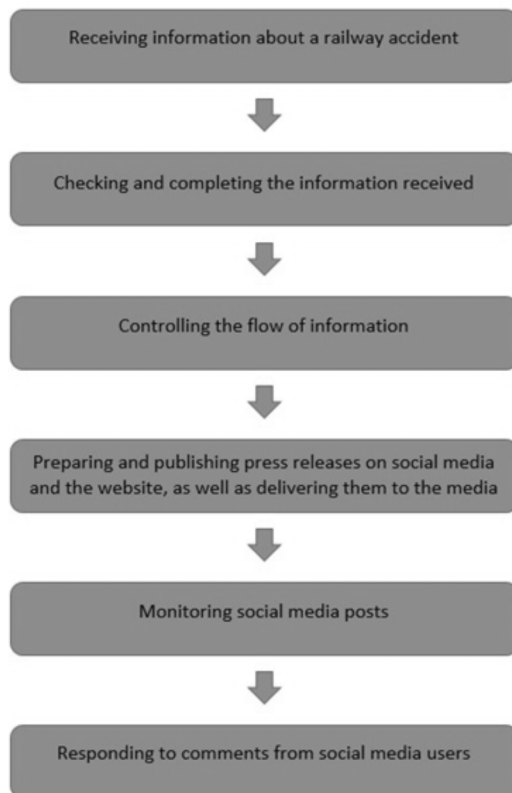 Receiving information about a railway accident
Checking and completing the information received
Controlling the flow of information
Preparing and publishing press releases on social media
and the website, as well as delivering them to the media
Monitoring social media posts
Responding to comments from social media users